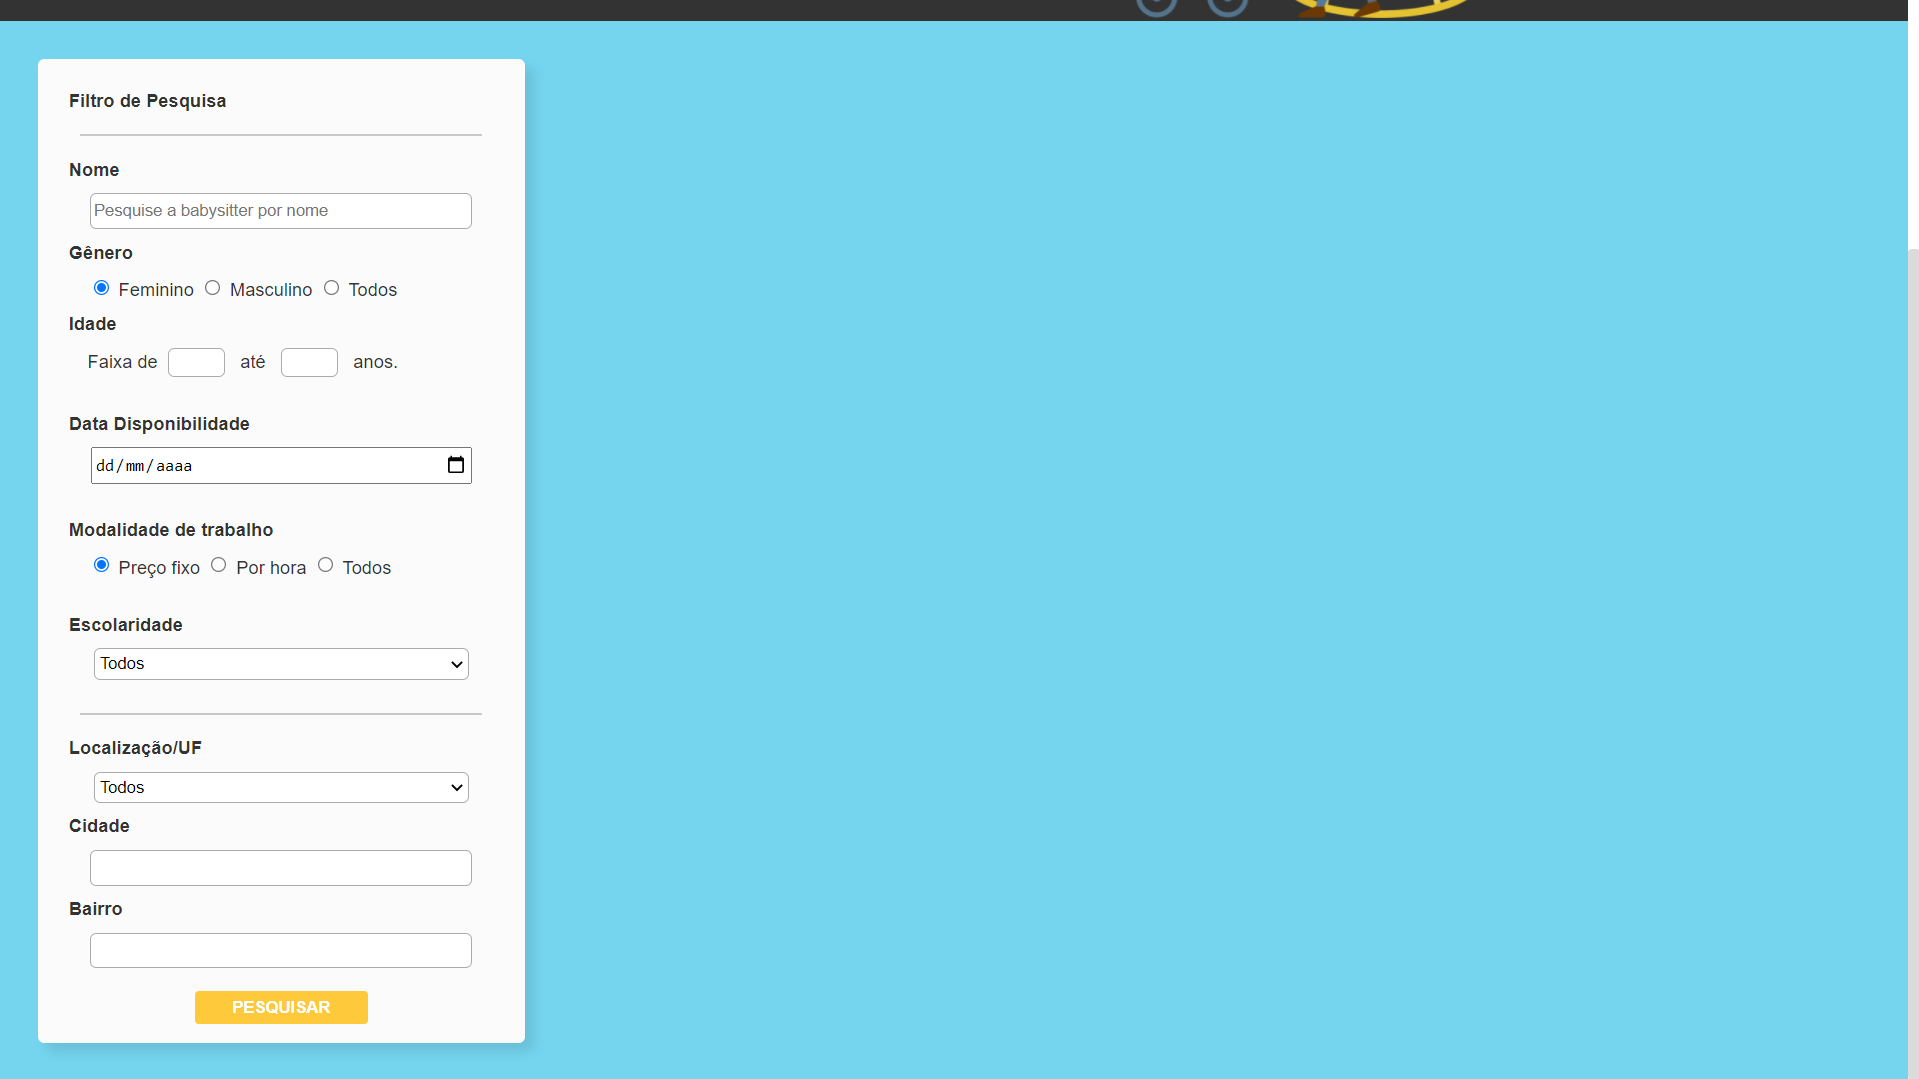 Filtro de Pesquisa
Nome
Pesquise a babysitter por nome
Gênero
Feminino Masculino Todos
Idade
Faixa de até anos.
Data Disponibilidade
dd/mm/aaaa
Modalidade de trabalho
Preço fixo Por hora Todos
Escolaridade
Todos
Localização/UF
Todos
Cidade
Bairro
PESQUISAR